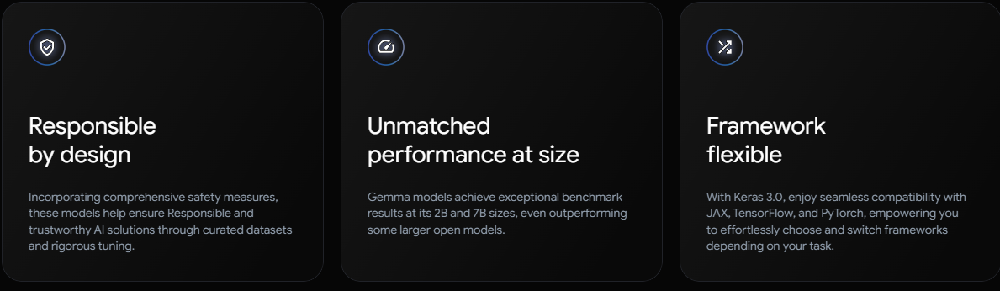 Responsible
by design
Incorporating comprehensive safety measures,
these models help ensure Responsible and
trustworthy AI solutions through curated datasets
and rigorous tuning.
Unmatched
performance at size
Gemma models achieve exceptional benchmark
results at its 2B and 7B sizes, even outperforming
some larger open models.
Framework
flexible
With Keras 3.0, enjoy seamless compatibility with
JAX, TensorFlow, and PyTorch, empowering you
to effortlessly choose and switch frameworks
depending on your task.